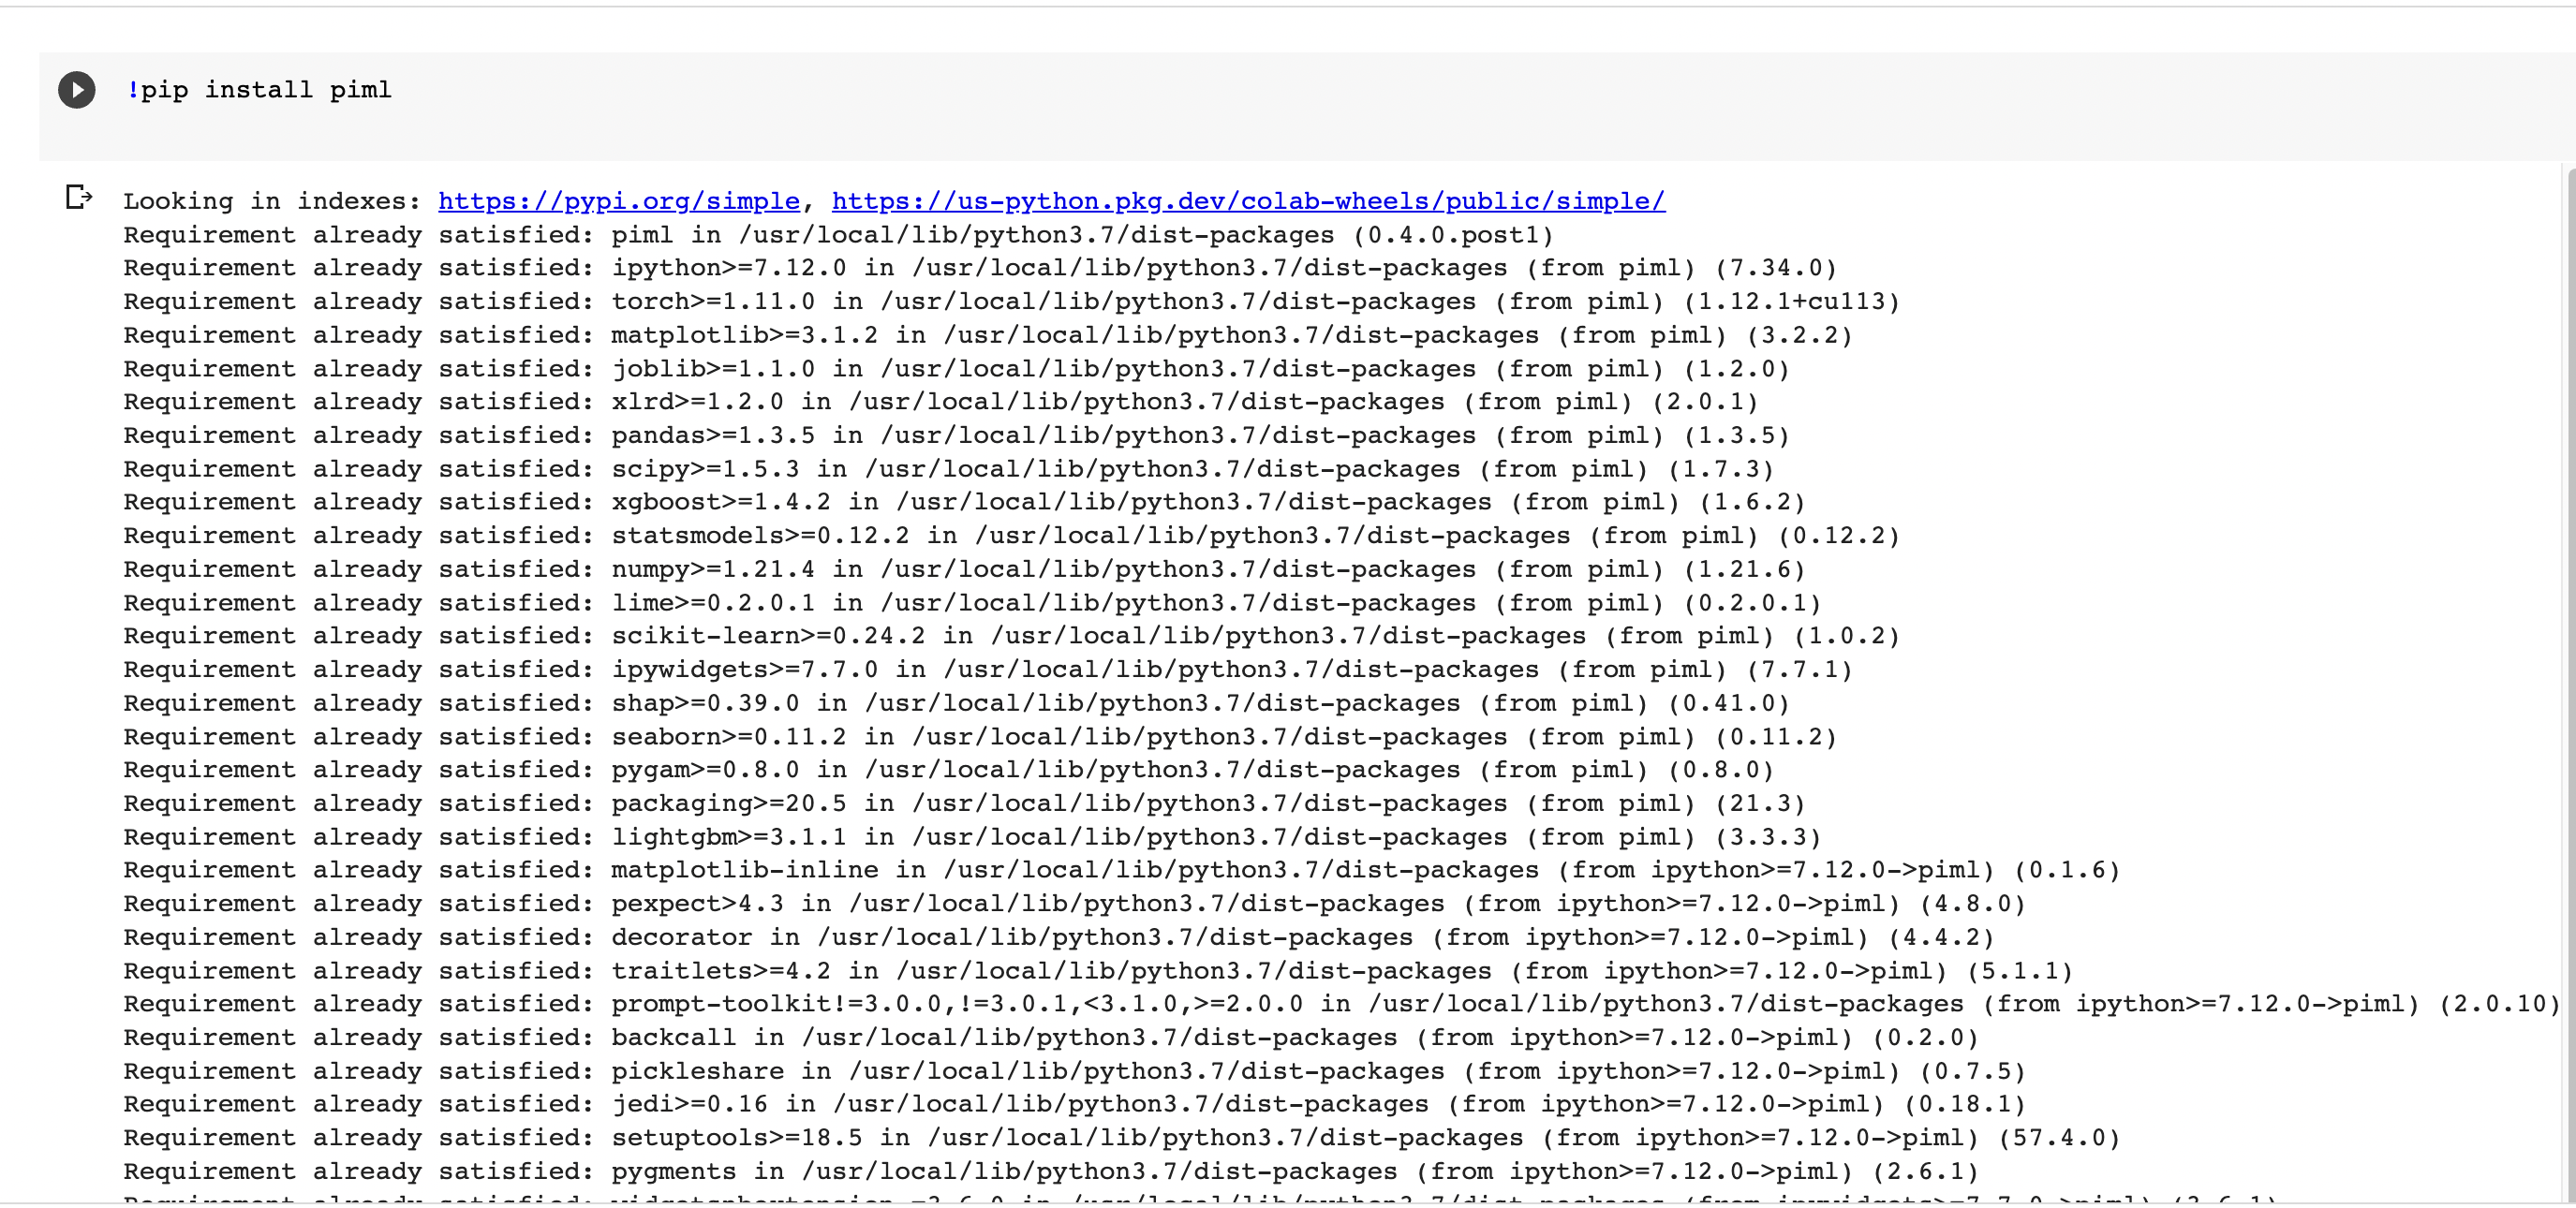 !pip install piml
Looking in indexes: https://pypi.org/simple, https://us-python.pkg.dev/colab-wheels/public/simple/
Requirement already satisfied: piml in /usr/local/lib/python3.7/dist-packages (0.4.0.post1)
Requirement already satisfied: ipython>=7.12.0 in /usr/local/lib/python3.7/dist-packages (from piml) (7.34.0)
Requirement already satisfied: torch>=1.11.0 in /usr/local/lib/python3.7/dist-packages (from piml) (1.12.1+cu113)
Requirement already satisfied: matplotlib>=3.1.2 in /usr/local/lib/python3.7/dist-packages (from piml) (3.2.2)
Requirement already satisfied: joblib>=1.1.0 in /usr/local/lib/python3.7/dist-packages (from piml) (1.2.0)
Requirement already satisfied: xlrd>=1.2.0 in /usr/local/lib/python3.7/dist-packages (from piml) (2.0.1)
Requirement already satisfied: pandas>=1.3.5 in /usr/local/lib/python3.7/dist-packages (from piml) (1.3.5)
Requirement already satisfied: scipy>=1.5.3 in /usr/local/lib/python3.7/dist-packages (from piml) (1.7.3)
Requirement already satisfied: xgboost>=1.4.2 in /usr/local/lib/python3.7/dist-packages (from piml) (1.6.2)
Requirement already satisfied: statsmodels>=0.12.2 in /usr/local/lib/python3.7/dist-packages (from piml) (0.12.2)
Requirement already satisfied: numpy>=1.21.4 in /usr/local/lib/python3.7/dist-packages (from piml) (1.21.6)
Requirement already satisfied: lime>=0.2.0.1 in /usr/local/lib/python3.7/dist-packages (from piml) (0.2.0.1)
Requirement already satisfied: scikit-learn>=0.24.2 in /usr/local/lib/python3.7/dist-packages (from piml) (1.0.2)
Requirement already satisfied: ipywidgets>=7.7.0 in /usr/local/lib/python3.7/dist-packages (from piml) (7.7.1)
Requirement already satisfied: shap>=0.39.0 in /usr/local/lib/python3.7/dist-packages (from piml) (0.41.0)
Requirement already satisfied: seaborn>=0.11.2 in /usr/local/lib/python3.7/dist-packages (from piml) (0.11.2)
Requirement already satisfied: pygam>=0.8.0 in /usr/local/lib/python3.7/dist-packages (from piml) (0.8.0)
Requirement already satisfied: packaging>=20.5 in /usr/local/lib/python3.7/dist-packages (from piml) (21.3)
Requirement already satisfied: lightgbm>=3.1.1 in /usr/local/lib/python3.7/dist-packages (from piml) (3.3.3)
Requirement already satisfied: matplotlib-inline in /usr/local/lib/python3.7/dist-packages (from ipython>=7.12.0->piml) (0.1.6)
Requirement already satisfied: pexpect>4.3 in /usr/local/lib/python3.7/dist-packages (from ipython>=7.12.0->piml) (4.8.0)
Requirement already satisfied: decorator in /usr/local/lib/python3.7/dist-packages (from ipython>=7.12.0->piml) (4.4.2)
Requirement already satisfied: traitlets>=4.2 in /usr/local/lib/python3.7/dist-packages (from ipython>=7.12.0->piml) (5.1.1)
Requirement already satisfied: prompt-toolkit!=3.0.0,!=3.0.1,<3.1.0,>=2.0.0 in /usr/local/lib/python3.7/dist-packages (from ipython>=7.12.0->piml) (2.0.10)
Requirement already satisfied: backcall in /usr/local/lib/python3.7/dist-packages (from ipython>=7.12.0->piml) (0.2.0)
Requirement already satisfied: pickleshare in /usr/local/lib/python3.7/dist-packages (from ipython>=7.12.0->piml) (0.7.5)
Requirement already satisfied: jedi>=0.16 in /usr/local/lib/python3.7/dist-packages (from ipython>=7.12.0->piml) (0.18.1)
Requirement already satisfied: setuptools>=18.5 in /usr/local/lib/python3.7/dist-packages (from ipython>=7.12.0->piml) (57.4.0)
Requirement already satisfied: pygments in /usr/local/lib/python3.7/dist-packages (from ipython>=7.12.0->piml) (2.6.1)